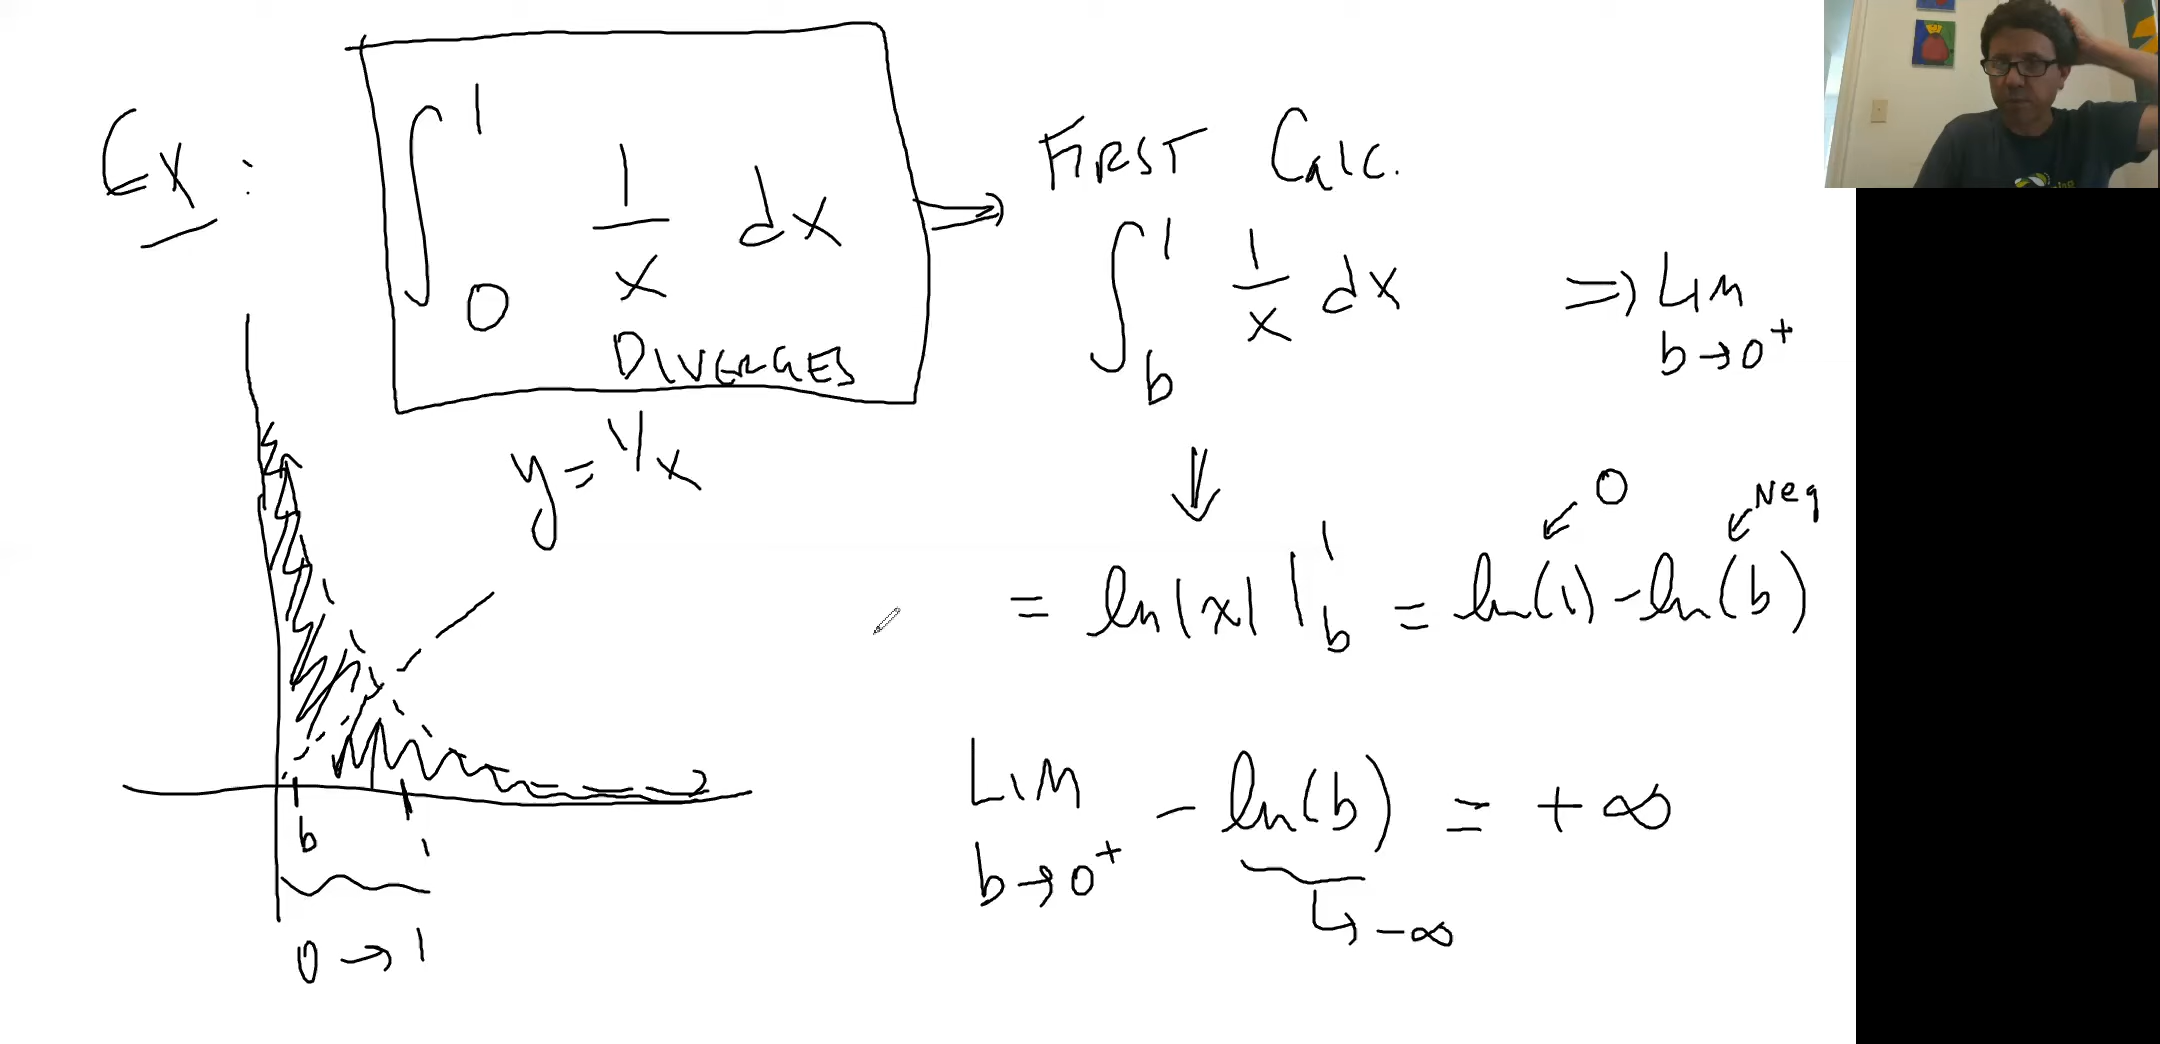 Ex:
∫₀¹ 1/x dx
DIVERGES
⇒ FIRST CALC.
∫_b¹ 1/x dx ⇒ LIM b→0⁺
y = 1/x
⇓
0 Neg
= ln|x| |_b¹ = ln(1) - ln(b)
LIM b→0⁺ - ln(b) = +∞
↳ -∞
b 1
0 → 1